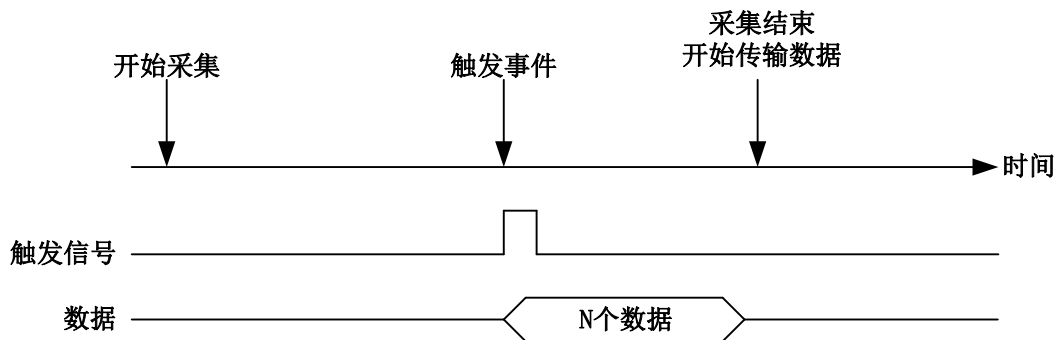 采集结束
开始采集
触发事件
开始传输数据
时间
触发信号
数据
N个数据